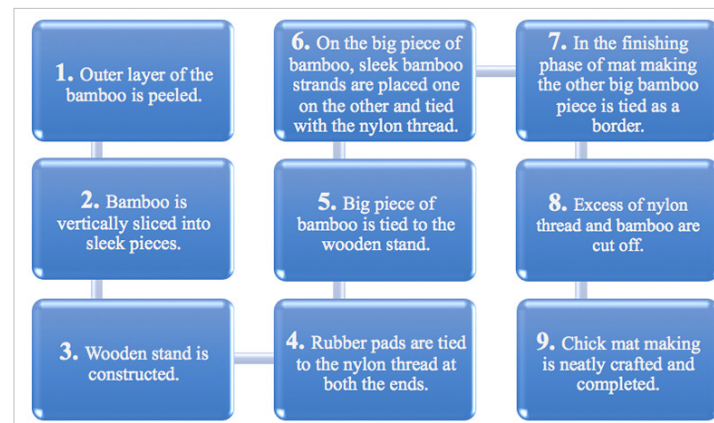 1. Outer layer of the
bamboo is peeled.
2. Bamboo is
vertically sliced into
sleek pieces.
3. Wooden stand is
constructed.
4. Rubber pads are tied
to the nylon thread at
both the ends.
5. Big piece of
bamboo is tied to the
wooden stand.
6. On the big piece of
bamboo, sleek bamboo
strands are placed one
on the other and tied
with the nylon thread.
7. In the finishing
phase of mat making
the other big bamboo
piece is tied as a
border.
8. Excess of nylon
thread and bamboo are
cut off.
9. Chick mat making
is neatly crafted and
completed.